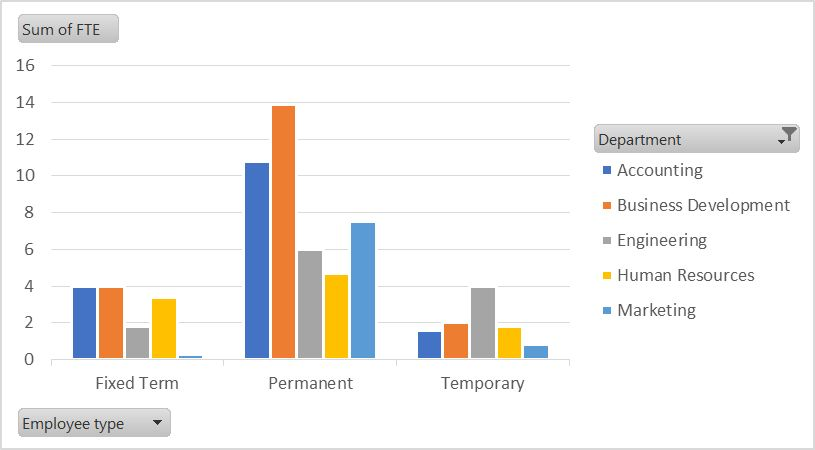 Sum of FTE
16
14
12
10
8
6
4
2
0
Fixed Term
Permanent
Temporary
Employee type
Department
Accounting
Business Development
Engineering
Human Resources
Marketing